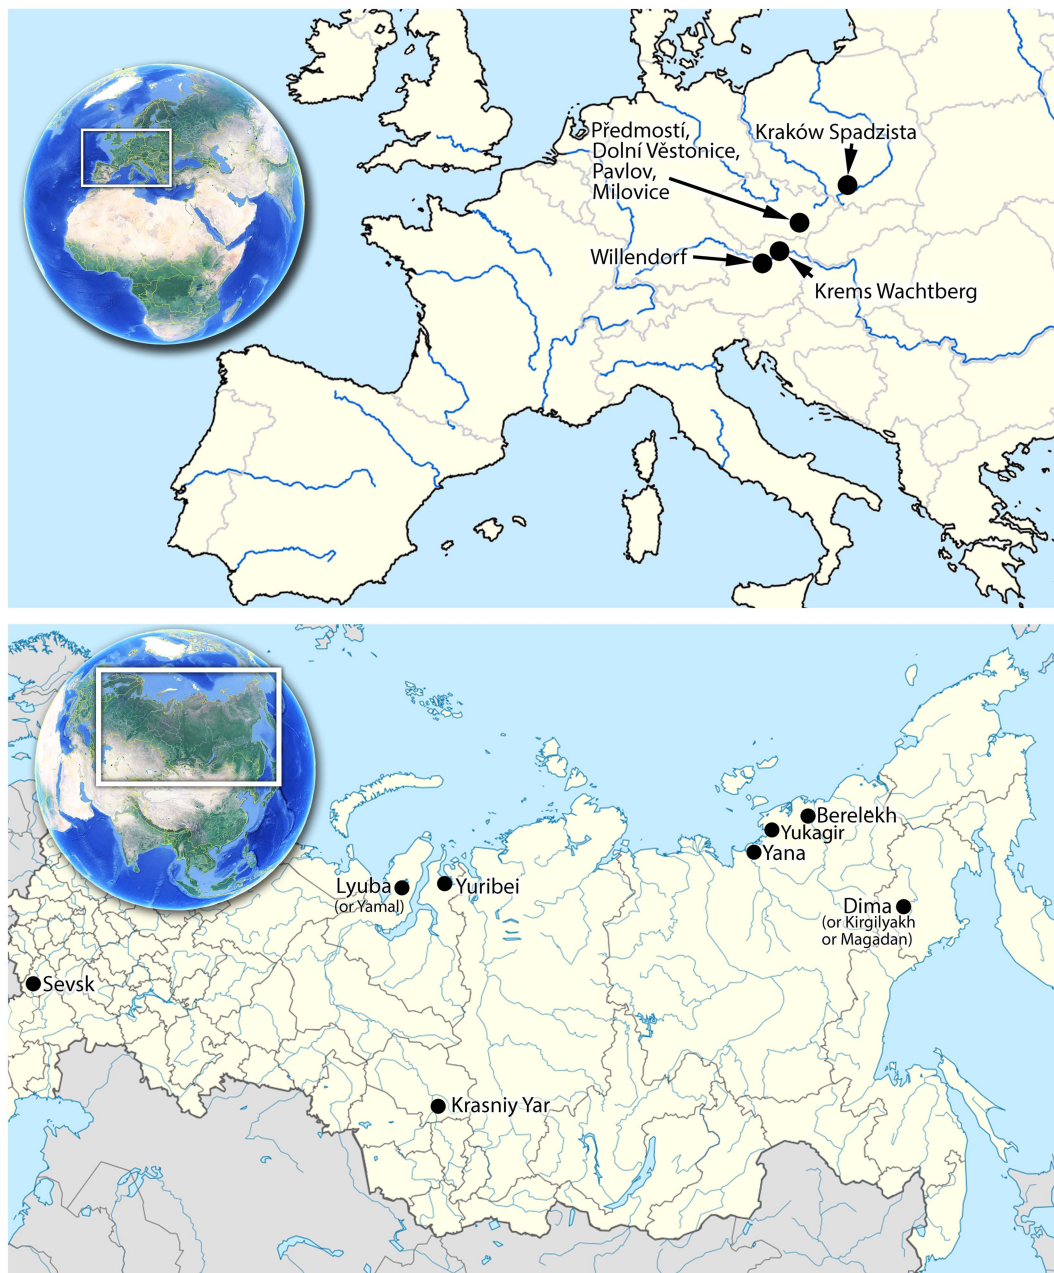 Předmostí,
Dolní Věstonice,
Pavlov,
Milovice
Kraków Spadzista
Willendorf
Krems Wachtberg
Berelekh
Yukagir
Yana
Lyuba
(or Yamal)
Yuribei
Dima
(or Kirgilyakh
or Magadan)
Sevsk
Krasniy Yar